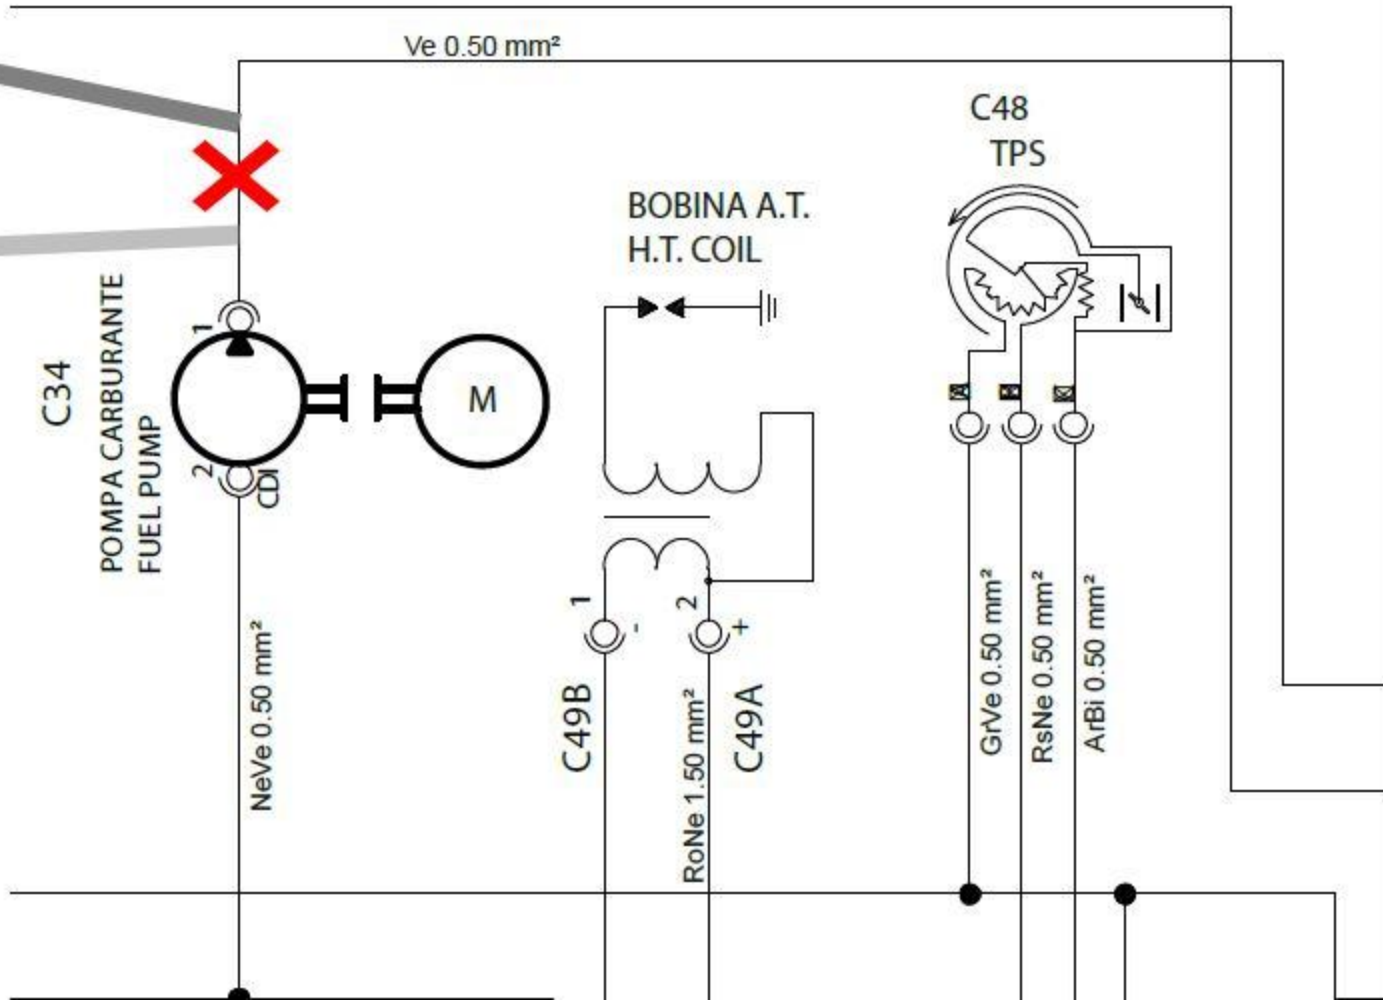 Ve 0.50 mm²
C48
TPS
BOBINA A.T.
H.T. COIL
C34
POMPA CARBURANTE
FUEL PUMP
1
2
CDI
M
NeVe 0.50 mm²
1
-
2
+
C49B
RoNe 1.50 mm²
C49A
A
GrVe 0.50 mm²
RsNe 0.50 mm²
ArBi 0.50 mm²